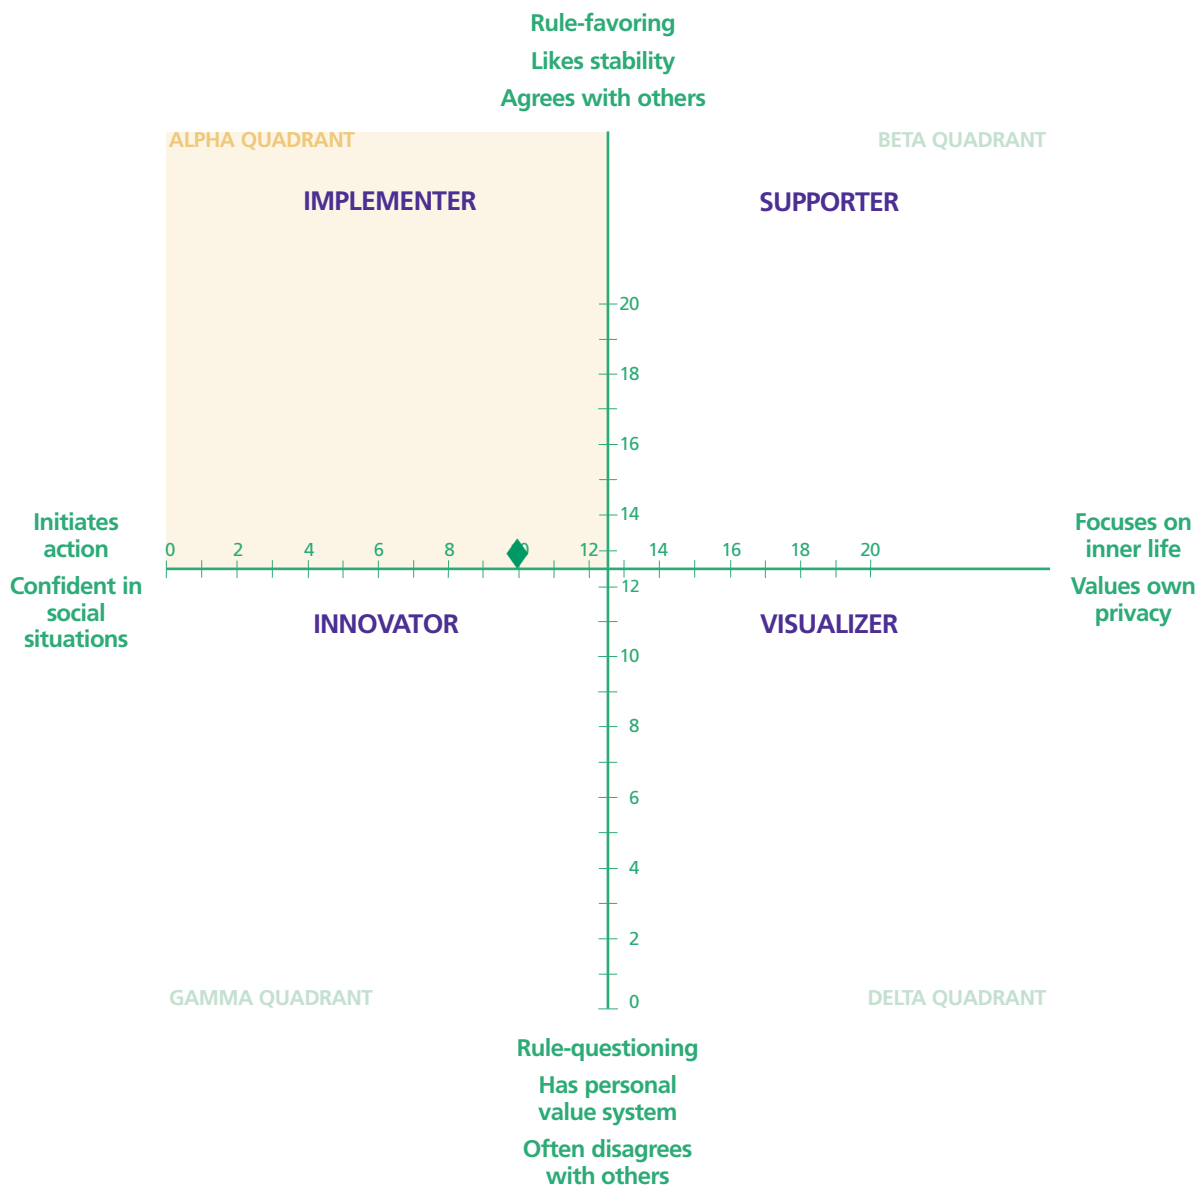 Rule-favoring
Likes stability
Agrees with others
ALPHA QUADRANT
BETA QUADRANT
IMPLEMENTER
SUPPORTER
20
18
16
14
Initiates
action
Confident in
social
situations
0 2 4 6 8 0 12 14 16 18 20
Focuses on
inner life
Values own
privacy
12
INNOVATOR
VISUALIZER
10
8
6
4
2
0
GAMMA QUADRANT
DELTA QUADRANT
Rule-questioning
Has personal
value system
Often disagrees
with others